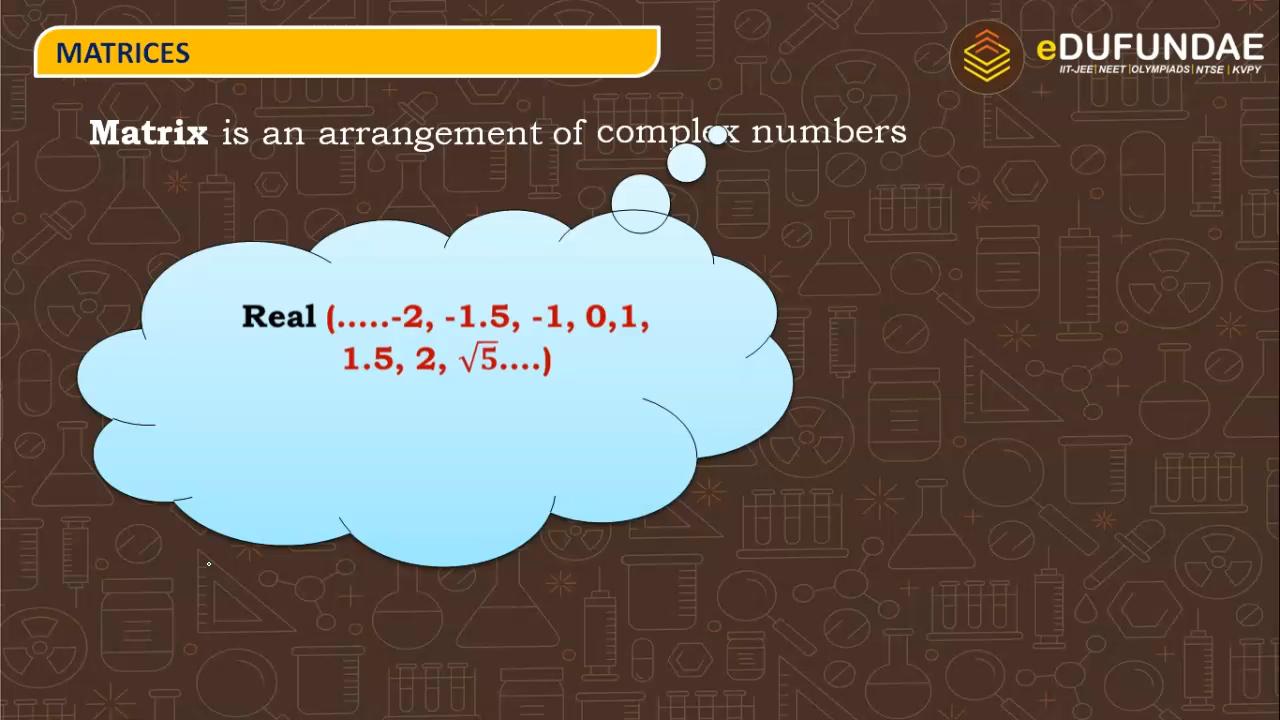 MATRICES
eDUFUNDAE
IIT-JEE| NEET |OLYMPIADS| NTSE | KVPY
Matrix is an arrangement of complex numbers
Real (.....-2, -1.5, -1, 0,1,
1.5, 2, √5....)